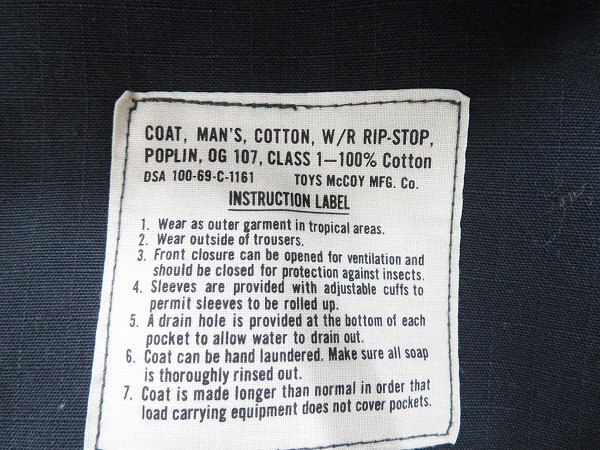 COAT, MAN'S, COTTON, W/R RIP-STOP,
POPLIN, OG 107, CLASS 1—100% Cotton
DSA 100-69-C-1161 TOYS McCOY MFG. Co.
INSTRUCTION LABEL
1. Wear as outer garment in tropical areas.
2. Wear outside of trousers.
3. Front closure can be opened for ventilation and
should be closed for protection against insects.
4. Sleeves are provided with adjustable cuffs to
permit sleeves to be rolled up.
5. A drain hole is provided at the bottom of each
pocket to allow water to drain out.
6. Coat can be hand laundered. Make sure all soap
is thoroughly rinsed out.
7. Coat is made longer than normal in order that
load carrying equipment does not cover pockets.